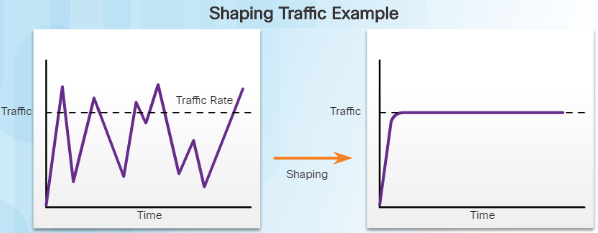 Shaping Traffic Example
Traffic Rate
Traffic
Time
Shaping
Traffic
Time